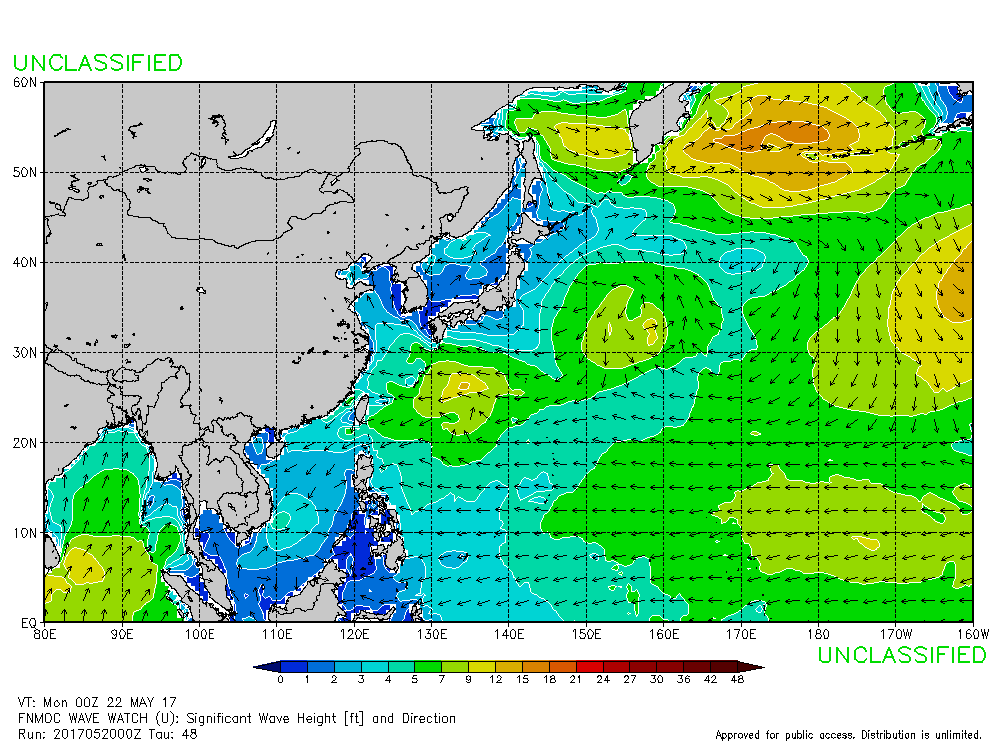 UNCLASSIFIED
60N
50N
40N
30N
20N
10N
EQ
80E 90E 100E 110E 120E 130E 140E 150E 160E 170E 180 170W 160W
UNCLASSIFIED
0 1 2 3 4 5 7 9 12 15 18 21 24 27 30 36 42 48
VT: Mon 00Z 22 MAY 17
FNMOC WAVE WATCH (U): Significant Wave Height [ft] and Direction
Run: 2017052000Z Tau: 48
Approved for public access. Distribution is unlimited.